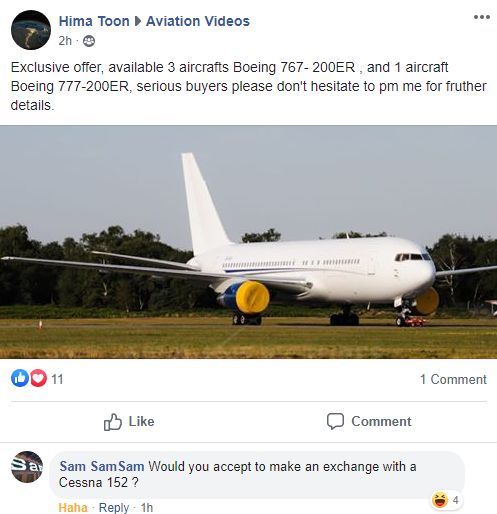 Hima Toon ▸ Aviation Videos
2h ·
Exclusive offer, available 3 aircrafts Boeing 767- 200ER , and 1 aircraft
Boeing 777-200ER, serious buyers please don't hesitate to pm me for fruther
details.
11
1 Comment
Like
Comment
Sam SamSam Would you accept to make an exchange with a
Cessna 152 ?
4
Haha · Reply · 1h